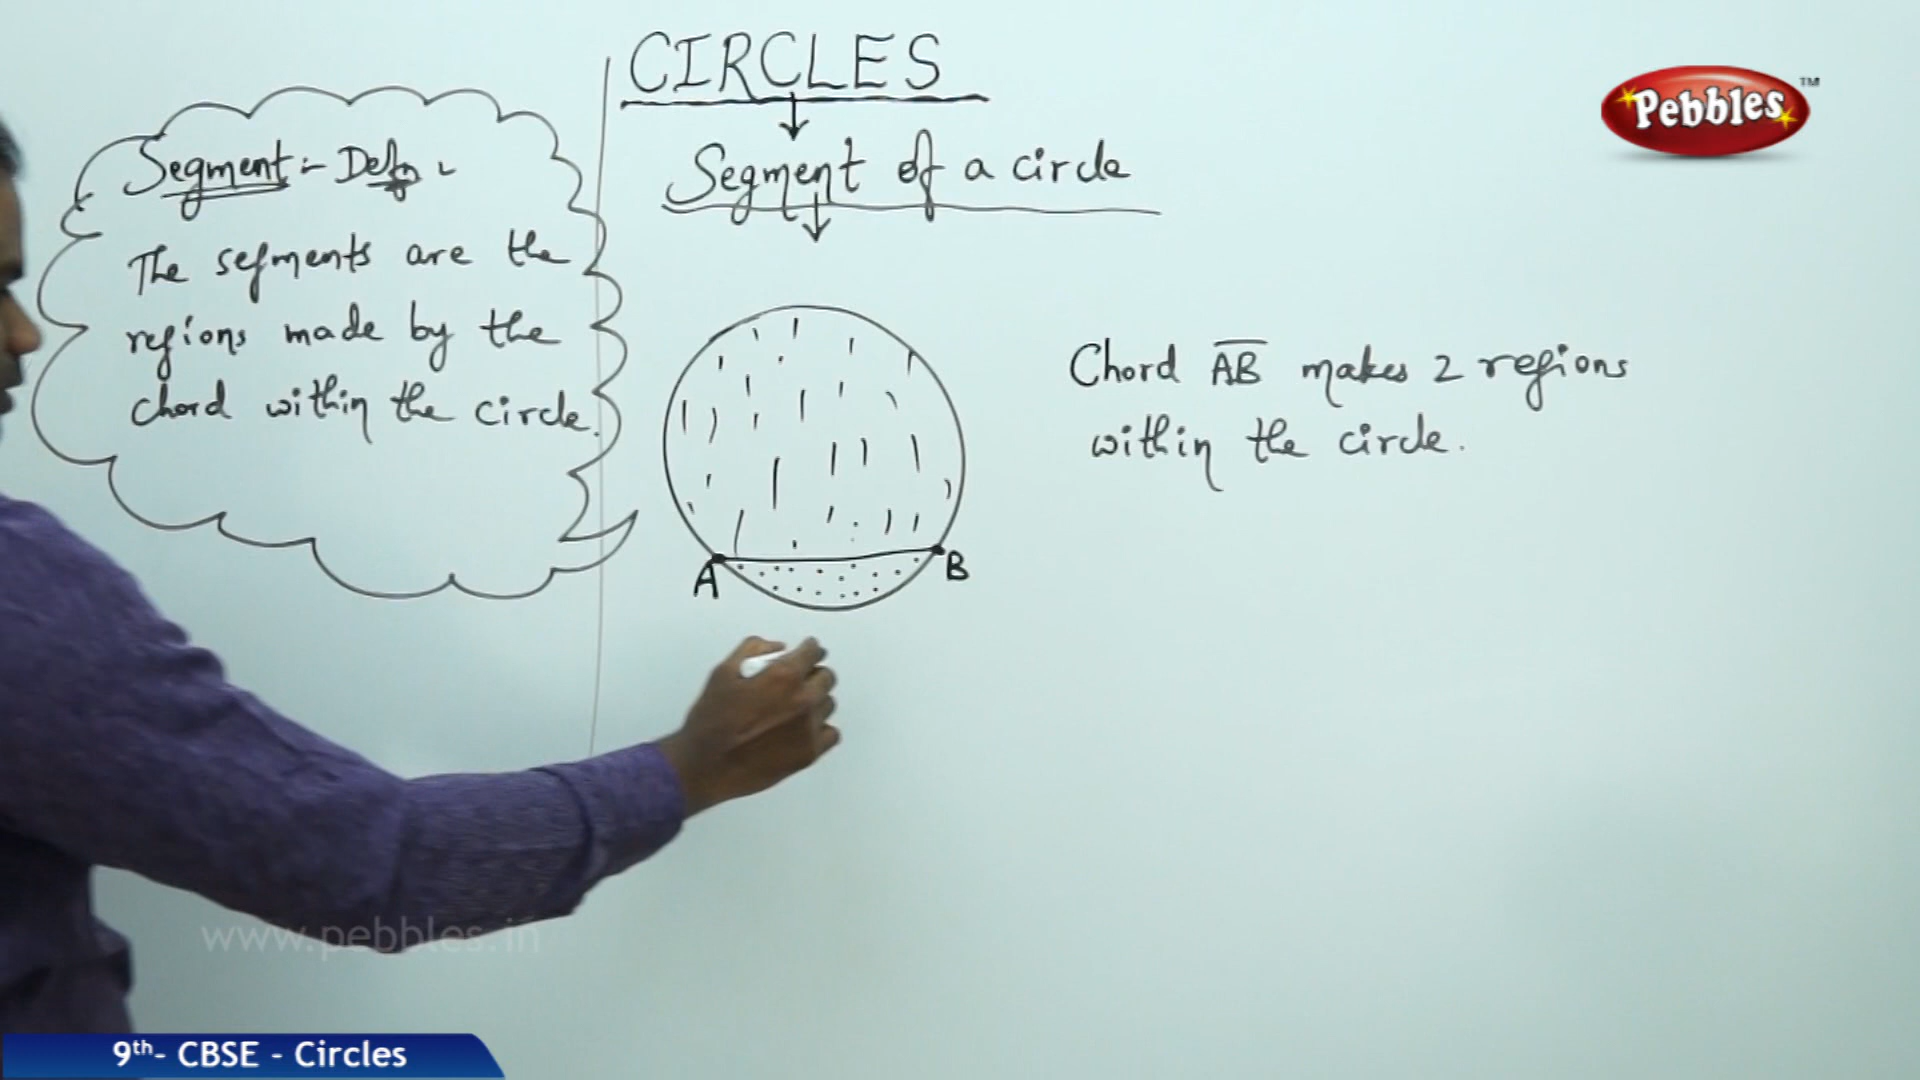 CIRCLES
Segment of a circle
Segment :- Defn :
The segments are the
regions made by the
chord within the circle.
Chord AB makes 2 regions
within the circle.
A
B
Pebbles™
www.pebbles.in
9th- CBSE - Circles